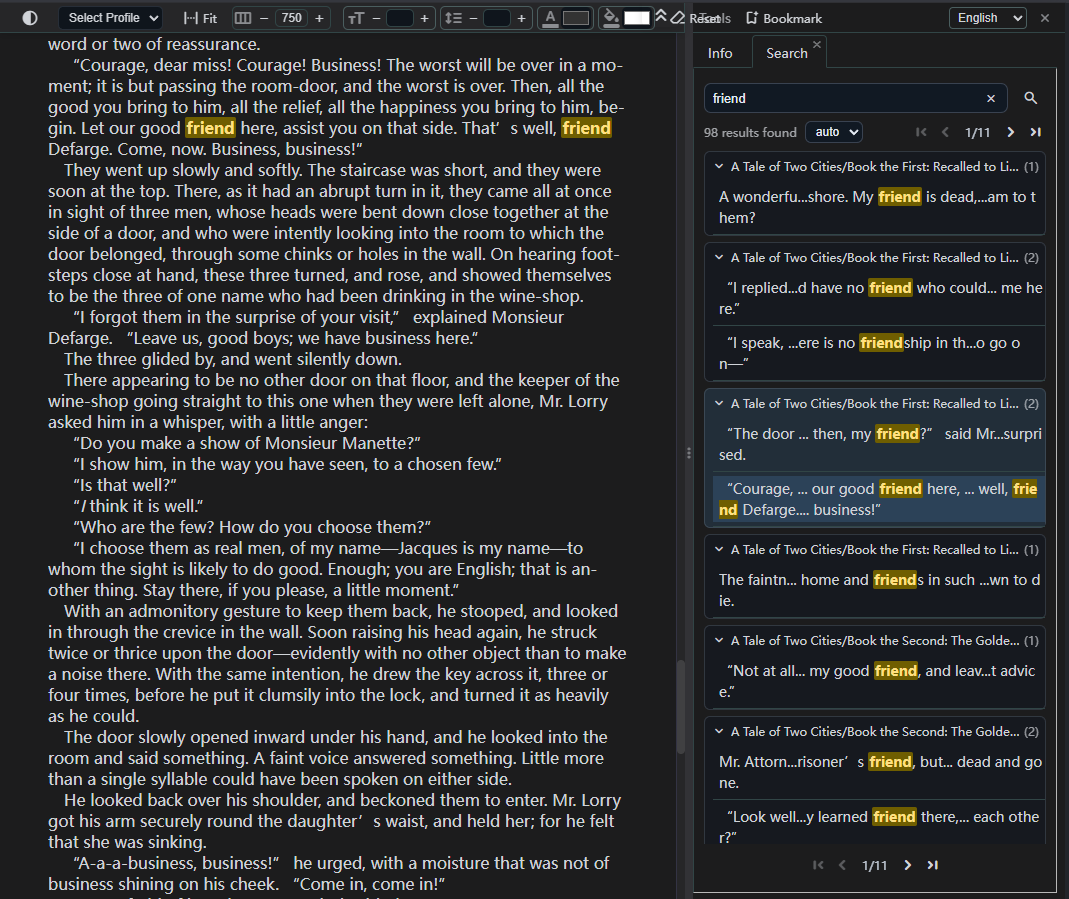 Select Profile
Fit
750
Reset
Bookmark
English
word or two of reassurance.
“Courage, dear miss! Courage! Business! The worst will be over in a mo-
ment; it is but passing the room-door, and the worst is over. Then, all the
good you bring to him, all the relief, all the happiness you bring to him, be-
gin. Let our good friend here, assist you on that side. That’s well, friend
Defarge. Come, now. Business, business!“
They went up slowly and softly. The staircase was short, and they were
soon at the top. There, as it had an abrupt turn in it, they came all at once
in sight of three men, whose heads were bent down close together at the
side of a door, and who were intently looking into the room to which the
door belonged, through some chinks or holes in the wall. On hearing foot-
steps close at hand, these three turned, and rose, and showed themselves
to be the three of one name who had been drinking in the wine-shop.
“I forgot them in the surprise of your visit,“ explained Monsieur
Defarge. “Leave us, good boys; we have business here.”
The three glided by, and went silently down.
There appearing to be no other door on that floor, and the keeper of the
wine-shop going straight to this one when they were left alone, Mr. Lorry
asked him in a whisper, with a little anger:
“Do you make a show of Monsieur Manette?”
“I show him, in the way you have seen, to a chosen few.”
“Is that well?”
“I think it is well.“
“Who are the few? How do you choose them?”
“I choose them as real men, of my name—Jacques is my name—to
whom the sight is likely to do good. Enough; you are English; that is an-
other thing. Stay there, if you please, a little moment.”
With an admonitory gesture to keep them back, he stooped, and looked
in through the crevice in the wall. Soon raising his head again, he struck
twice or thrice upon the door—evidently with no other object than to make
a noise there. With the same intention, he drew the key across it, three or
four times, before he put it clumsily into the lock, and turned it as heavily
as he could.
The door slowly opened inward under his hand, and he looked into the
room and said something. A faint voice answered something. Little more
than a single syllable could have been spoken on either side.
He looked back over his shoulder, and beckoned them to enter. Mr. Lorry
got his arm securely round the daughter’s waist, and held her; for he felt
that she was sinking.
“A-a-a-business, business!“ he urged, with a moisture that was not of
business shining on his cheek. “Come in, come in!“
Info
Search
friend
98 results found
auto
1/11
A Tale of Two Cities/Book the First: Recalled to Li... (1)
A wonderfu...shore. My friend is dead,...am to t
hem?
A Tale of Two Cities/Book the First: Recalled to Li... (2)
“I replied...d have no friend who could... me he
re.”
“I speak, ...ere is no friendship in th...o go o
n—”
A Tale of Two Cities/Book the First: Recalled to Li... (2)
“The door ... then, my friend?” said Mr...surpri
sed.
“Courage, ... our good friend here, ... well, frie
nd Defarge.... business!”
A Tale of Two Cities/Book the First: Recalled to Li... (1)
The faintn... home and friends in such ...wn to d
ie.
A Tale of Two Cities/Book the Second: The Golde... (1)
“Not at all... my good friend, and leav...t advic
e.”
A Tale of Two Cities/Book the Second: The Golde... (2)
Mr. Attorn...risoner’s friend, but... dead and go
ne.
“Look well...y learned friend there,... each othe
r?”
1/11